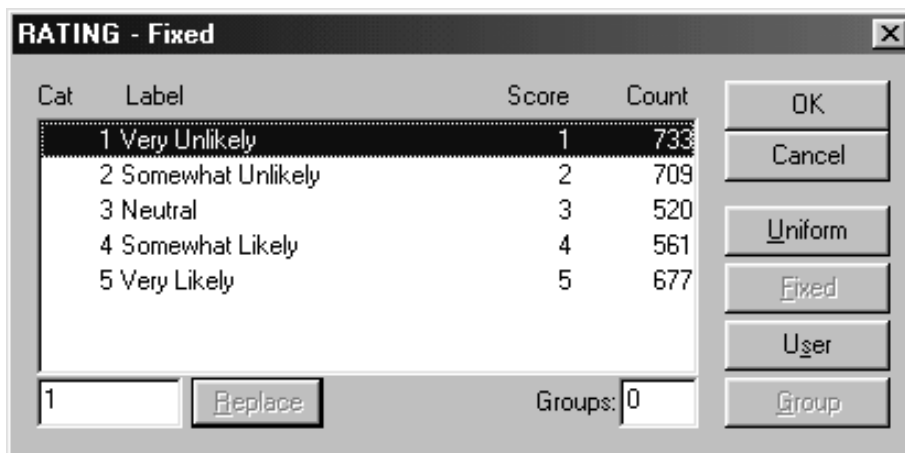 RATING - Fixed
Cat Label Score Count
1 Very Unlikely 1 733
2 Somewhat Unlikely 2 709
3 Neutral 3 520
4 Somewhat Likely 4 561
5 Very Likely 5 677
OK
Cancel
Uniform
Fixed
User
1 Replace Groups: 0 Group